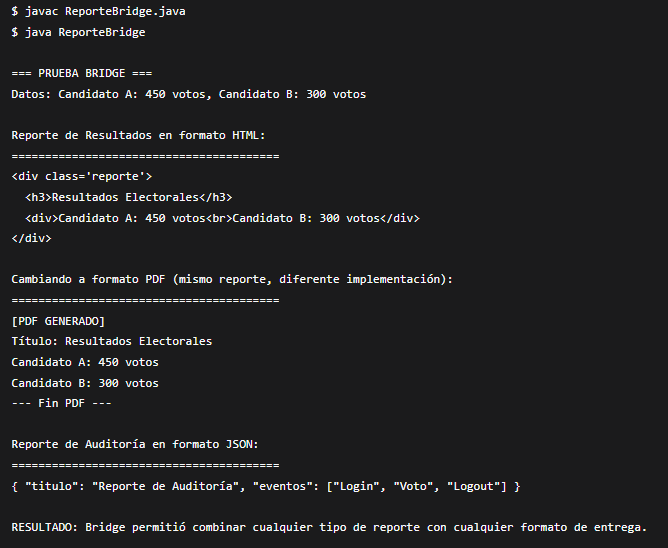 $ javac ReporteBridge.java
$ java ReporteBridge
=== PRUEBA BRIDGE ===
Datos: Candidato A: 450 votos, Candidato B: 300 votos
Reporte de Resultados en formato HTML:
========================================
<div class='reporte'>
  <h3>Resultados Electorales</h3>
  <div>Candidato A: 450 votos<br>Candidato B: 300 votos</div>
</div>
Cambiando a formato PDF (mismo reporte, diferente implementación):
========================================
[PDF GENERADO]
Título: Resultados Electorales
Candidato A: 450 votos
Candidato B: 300 votos
--- Fin PDF ---
Reporte de Auditoría en formato JSON:
========================================
{ "titulo": "Reporte de Auditoría", "eventos": ["Login", "Voto", "Logout"] }
RESULTADO: Bridge permitió combinar cualquier tipo de reporte con cualquier formato de entrega.